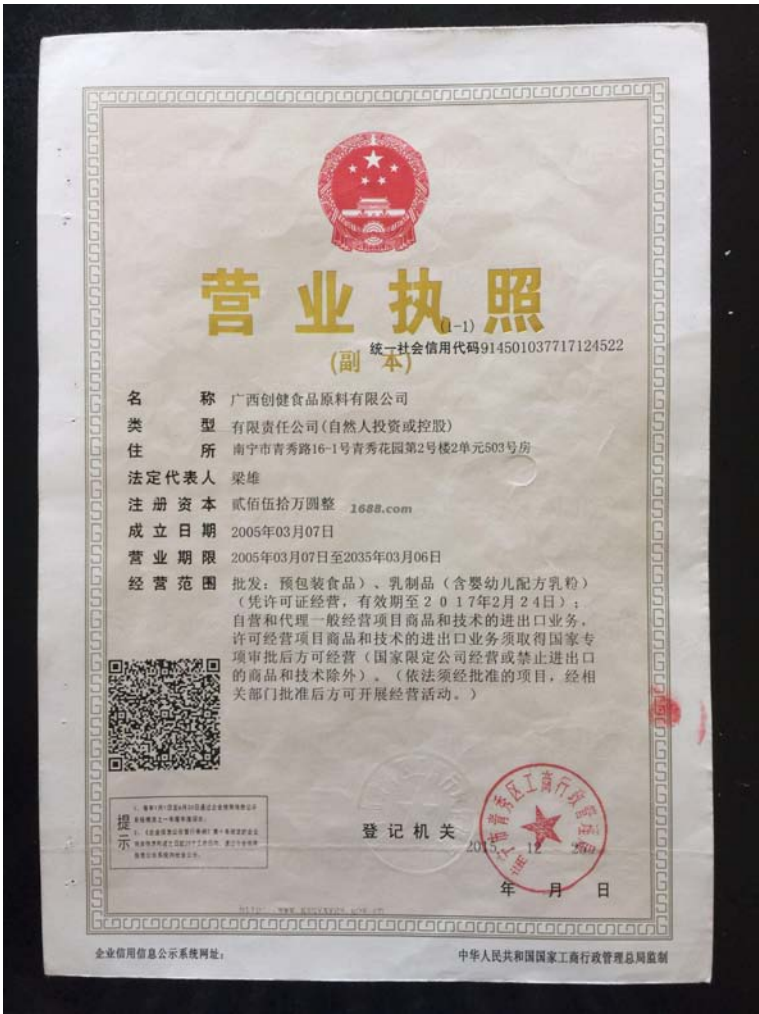 营业执照
(1-1)
(副 本)
统一社会信用代码914501037717124522
名 称 广西创健食品原料有限公司
类 型 有限责任公司(自然人投资或控股)
住 所 南宁市青秀路16-1号青秀花园第2号楼2单元503号房
法定代表人 梁雄
注 册 资 本 贰佰伍拾万圆整
1688.com
成 立 日 期 2005年03月07日
营 业 期 限 2005年03月07日至2035年03月06日
经 营 范 围 批发：预包装食品）、乳制品（含婴幼儿配方乳粉）
（凭许可证经营，有效期至２０17年2月24日）；
自营和代理一般经营项目商品和技术的进出口业务，
许可经营项目商品和技术的进出口业务须取得国家专
项审批后方可经营（国家限定公司经营或禁止进出口
的商品和技术除外）。（依法须经批准的项目，经相
关部门批准后方可开展经营活动。）
提示
登 记 机 关
市青秀区工商行政管理局
2015 12
年 月 日
企业信用信息公示系统网址：
中华人民共和国国家工商行政管理总局监制